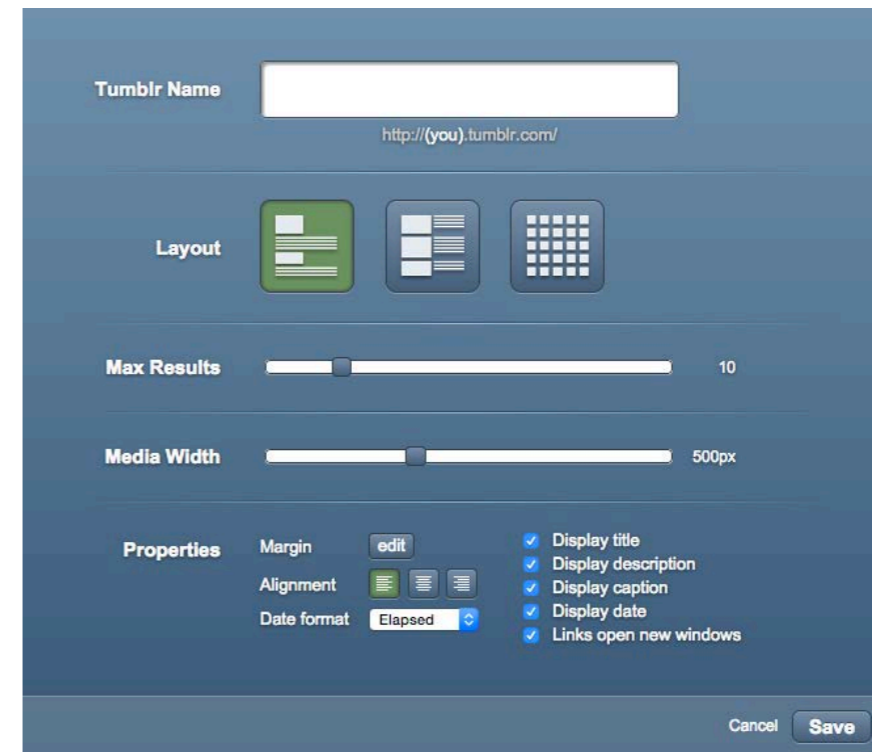 Tumblr Name
http://(you).tumblr.com/
Layout
Max Results 10
Media Width 500px
Properties Margin edit
Alignment
Date format Elapsed
Display title
Display description
Display caption
Display date
Links open new windows
Cancel Save